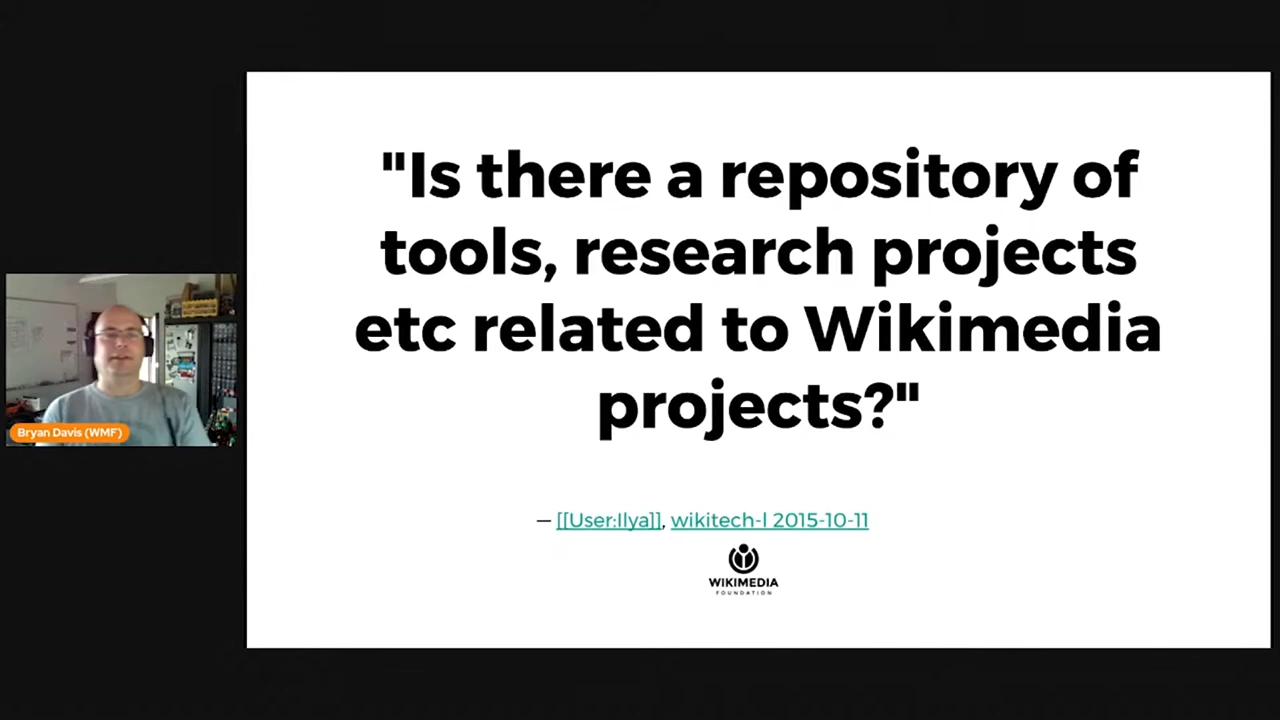 "Is there a repository of
tools, research projects
etc related to Wikimedia
projects?"
— [[User:Ilya]], wikitech-l 2015-10-11
WIKIMEDIA
FOUNDATION
Bryan Davis (WMF)